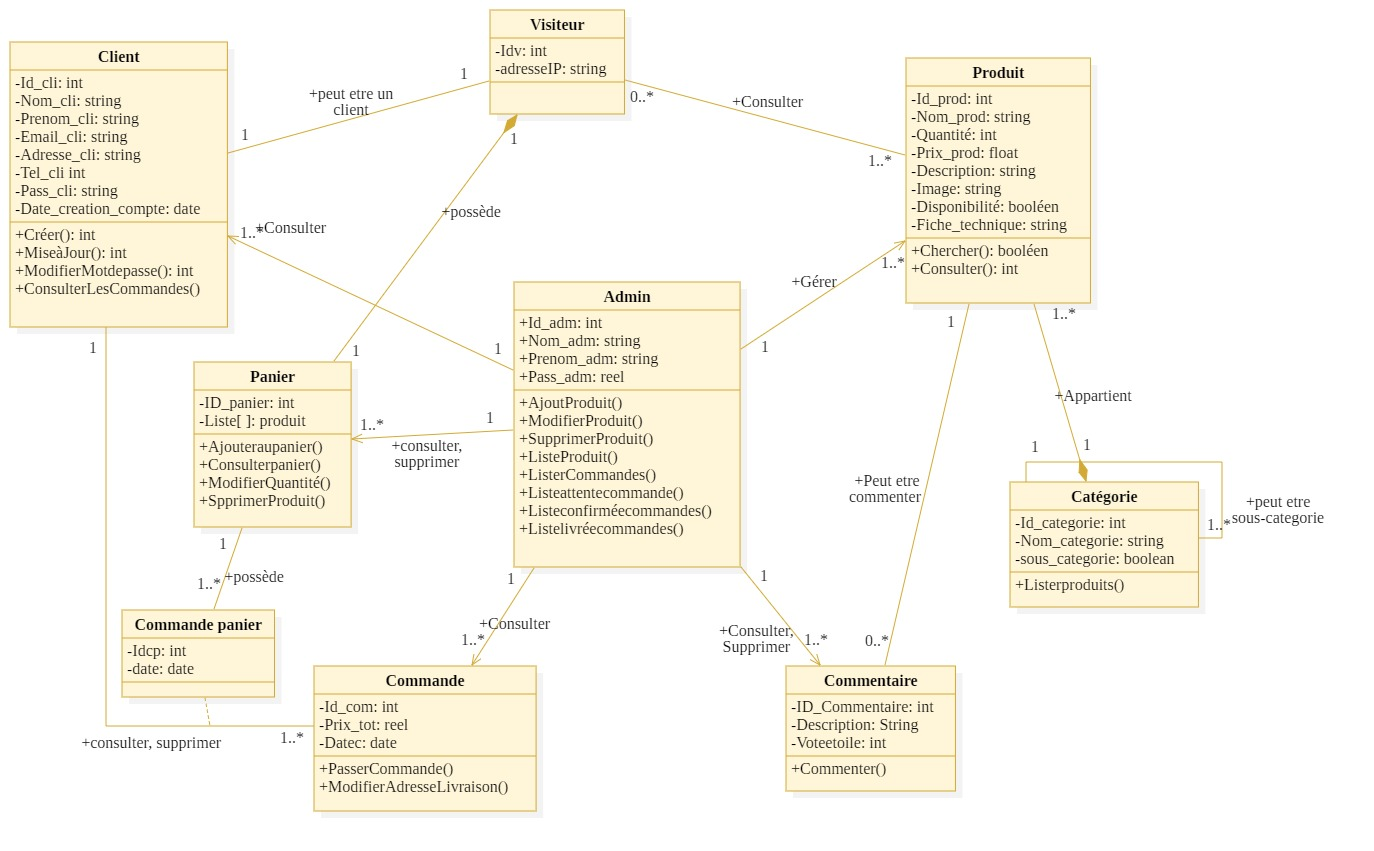 Visiteur
-Idv: int
-adresseIP: string
Client
-Id_cli: int
-Nom_cli: string
-Prenom_cli: string
-Email_cli: string
-Adresse_cli: string
-Tel_cli int
-Pass_cli: string
-Date_creation_compte: date
+Créer(): int
+MiseàJour(): int
+ModifierMotdepasse(): int
+ConsulterLesCommandes()
1
+peut etre un
client
1
0..*
+Consulter
1..*
Produit
-Id_prod: int
-Nom_prod: string
-Quantité: int
-Prix_prod: float
-Description: string
-Image: string
-Disponibilité: booléen
-Fiche_technique: string
+Chercher(): booléen
+Consulter(): int
1
+possède
1
1..*
+Consulter
1
+Gérer
1..*
1
Admin
+Id_adm: int
+Nom_adm: string
+Prenom_adm: string
+Pass_adm: reel
+AjoutProduit()
+ModifierProduit()
+SupprimerProduit()
+ListeProduit()
+ListerCommandes()
+Listeattentecommande()
+Listeconfirméecommandes()
+Listelivréecommandes()
1
Panier
-ID_panier: int
-Liste[ ]: produit
+Ajouteraupanier()
+Consulterpanier()
+ModifierQuantité()
+SpprimerProduit()
1..*
1
+consulter,
supprimer
1
1..*
+Appartient
1
1
Catégorie
-Id_categorie: int
-Nom_categorie: string
-sous_categorie: boolean
+Listerproduits()
+peut etre
sous-categorie
1..*
+Peut etre
commenter
0..*
1
1..*
+possède
Commande panier
-Idcp: int
-date: date
1
+Consulter
1..*
1
+Consulter,
Supprimer
1..*
Commande
-Id_com: int
-Prix_tot: reel
-Datec: date
+PasserCommande()
+ModifierAdresseLivraison()
Commentaire
-ID_Commentaire: int
-Description: String
-Voteetoile: int
+Commenter()
+consulter, supprimer
1..*